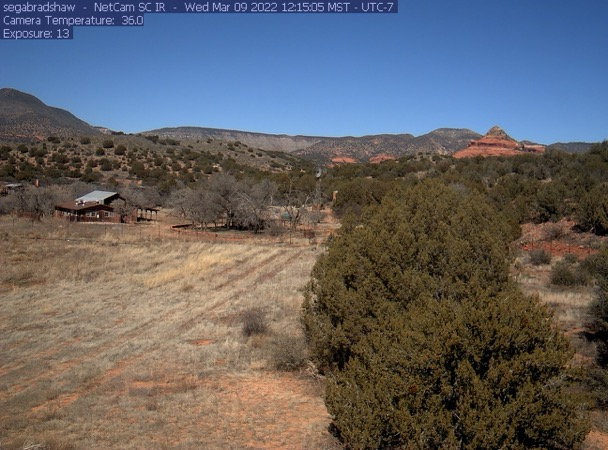 segabradshaw - NetCam SC IR - Wed Mar 09 2022 12:15:05 MST - UTC-7
Camera Temperature: 36.0
Exposure: 13